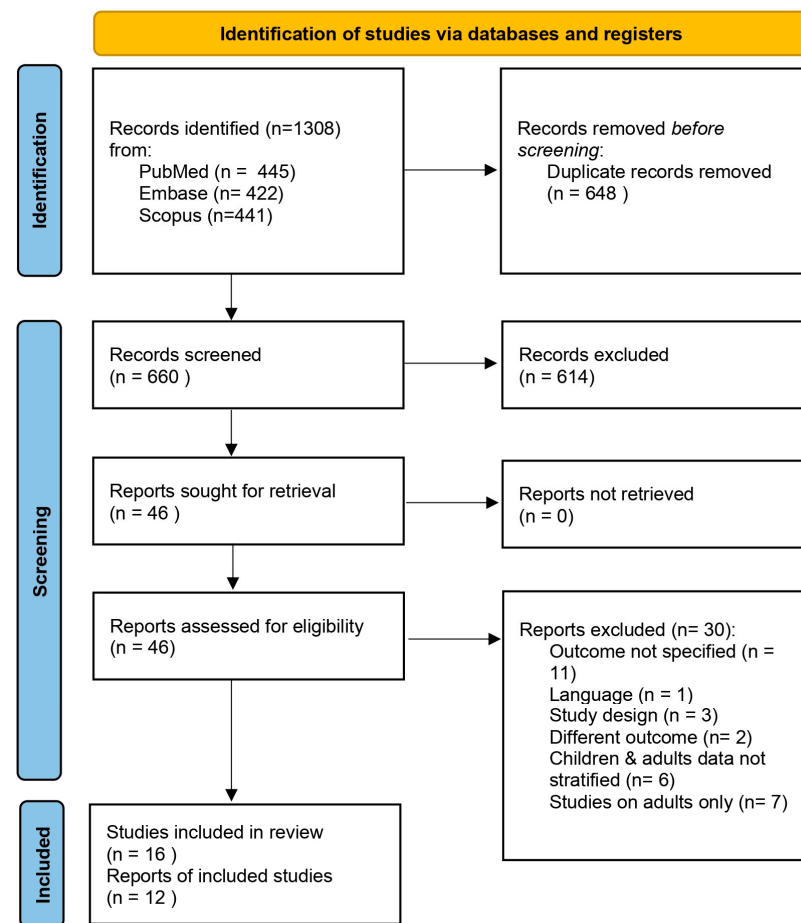 Identification of studies via databases and registers
Identification
Records identified (n=1308)
from:
PubMed (n = 445)
Embase (n= 422)
Scopus (n=441)
Records removed before
screening:
Duplicate records removed
(n = 648 )
Screening
Records screened
(n = 660 )
Records excluded
(n = 614)
Reports sought for retrieval
(n = 46 )
Reports not retrieved
(n = 0)
Reports assessed for eligibility
(n = 46)
Reports excluded (n= 30):
Outcome not specified (n =
11)
Language (n = 1)
Study design (n = 3)
Different outcome (n= 2)
Children & adults data not
stratified (n= 6)
Studies on adults only (n= 7)
Included
Studies included in review
(n = 16 )
Reports of included studies
(n = 12 )